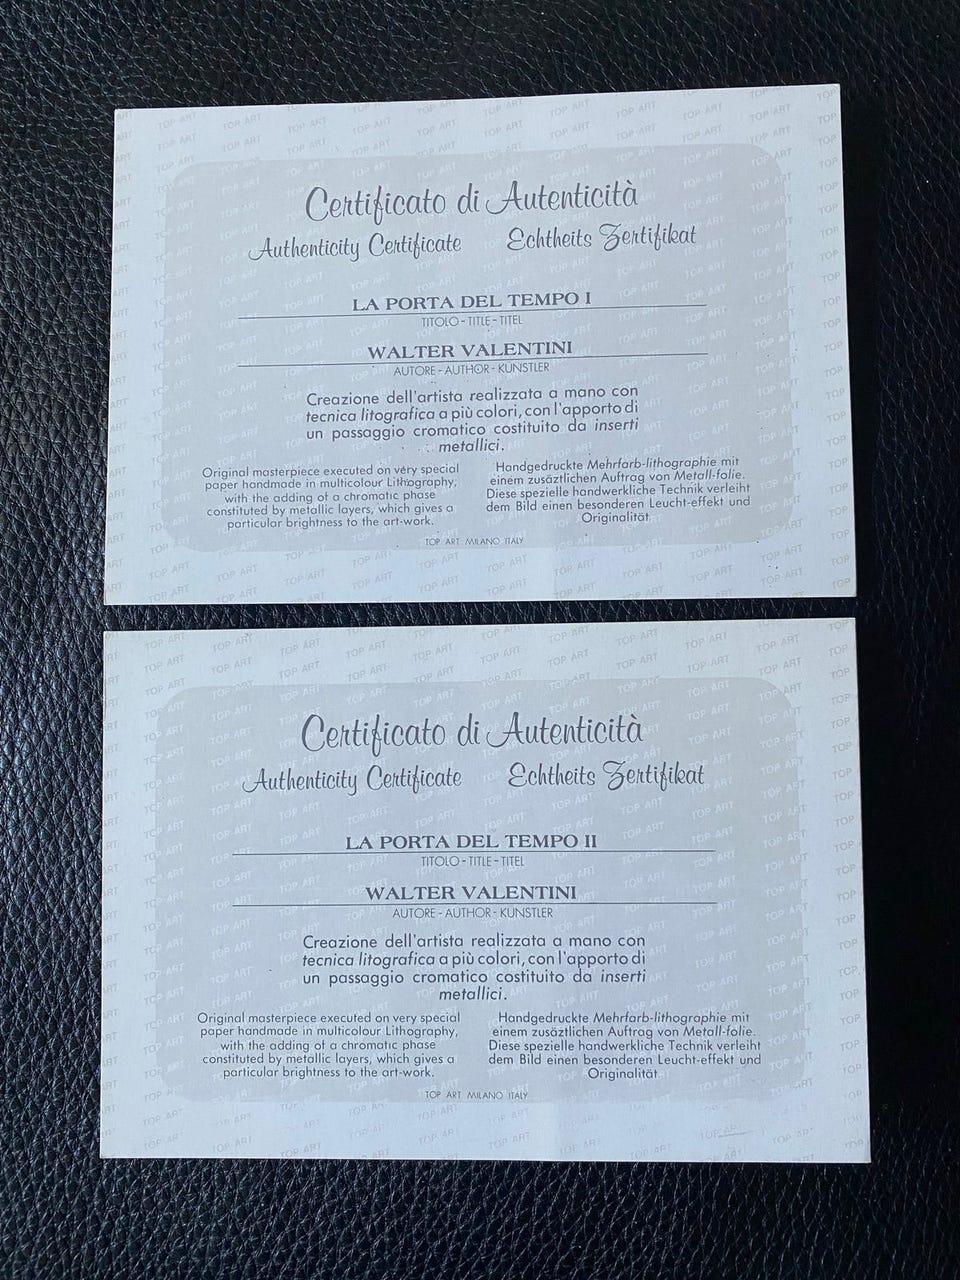 Certificato di Autenticità
Authenticity Certificate Echtheits Zertifikat
LA PORTA DEL TEMPO I
TITOLO - TITLE - TITEL
WALTER VALENTINI
AUTORE - AUTHOR - KUNSTLER
Creazione dell'artista realizzata a mano con
tecnica litografica a più colori, con l'apporto di
un passaggio cromatico costituito da inserti
metallici.
Original masterpiece executed on very special
paper handmade in multicolour Lithography,
with the adding of a chromatic phase
constituted by metallic layers, which gives a
particular brightness to the art-work.
Handgedruckte Mehrfarb-lithographie mit
einem zusäztlichen Auftrag von Metall-folie.
Diese spezielle handwerkliche Technik verleiht
dem Bild einen besonderen Leucht-effekt und
Originalität
TOP ART MILANO ITALY
Certificato di Autenticità
Authenticity Certificate Echtheits Zertifikat
LA PORTA DEL TEMPO II
TITOLO - TITLE - TITEL
WALTER VALENTINI
AUTORE - AUTHOR - KUNSTLER
Creazione dell'artista realizzata a mano con
tecnica litografica a più colori, con l'apporto di
un passaggio cromatico costituito da inserti
metallici.
Original masterpiece executed on very special
paper handmade in multicolour Lithography,
with the adding of a chromatic phase
constituted by metallic layers, which gives a
particular brightness to the art-work.
Handgedruckte Mehrfarb-lithographie mit
einem zusäztlichen Auftrag von Metall-folie.
Diese spezielle handwerkliche Technik verleiht
dem Bild einen besonderen Leucht-effekt und
Originalität
TOP ART MILANO ITALY